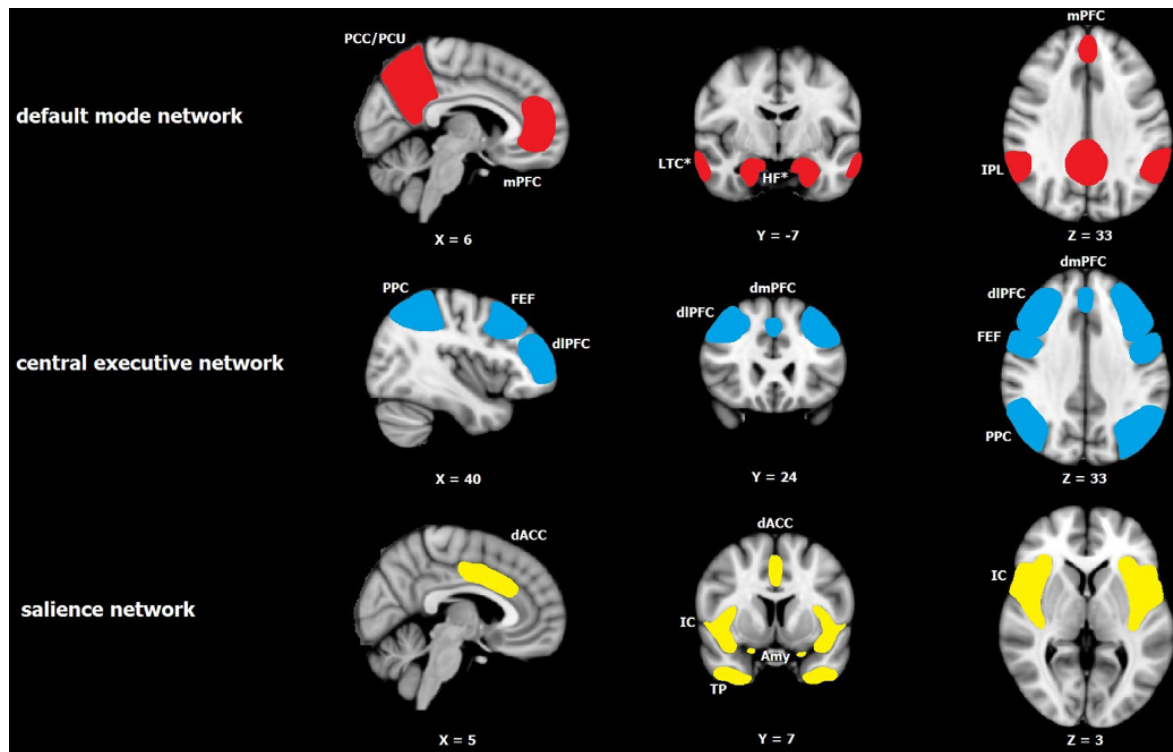 default mode network
PCC/PCU
mPFC
X = 6
LTC*
HF*
Y = -7
mPFC
IPL
Z = 33
central executive network
PPC
FEF
dlPFC
X = 40
dmPFC
dlPFC
Y = 24
dmPFC
dlPFC
FEF
PPC
Z = 33
salience network
dACC
X = 5
dACC
IC
Amy
TP
Y = 7
IC
Z = 3